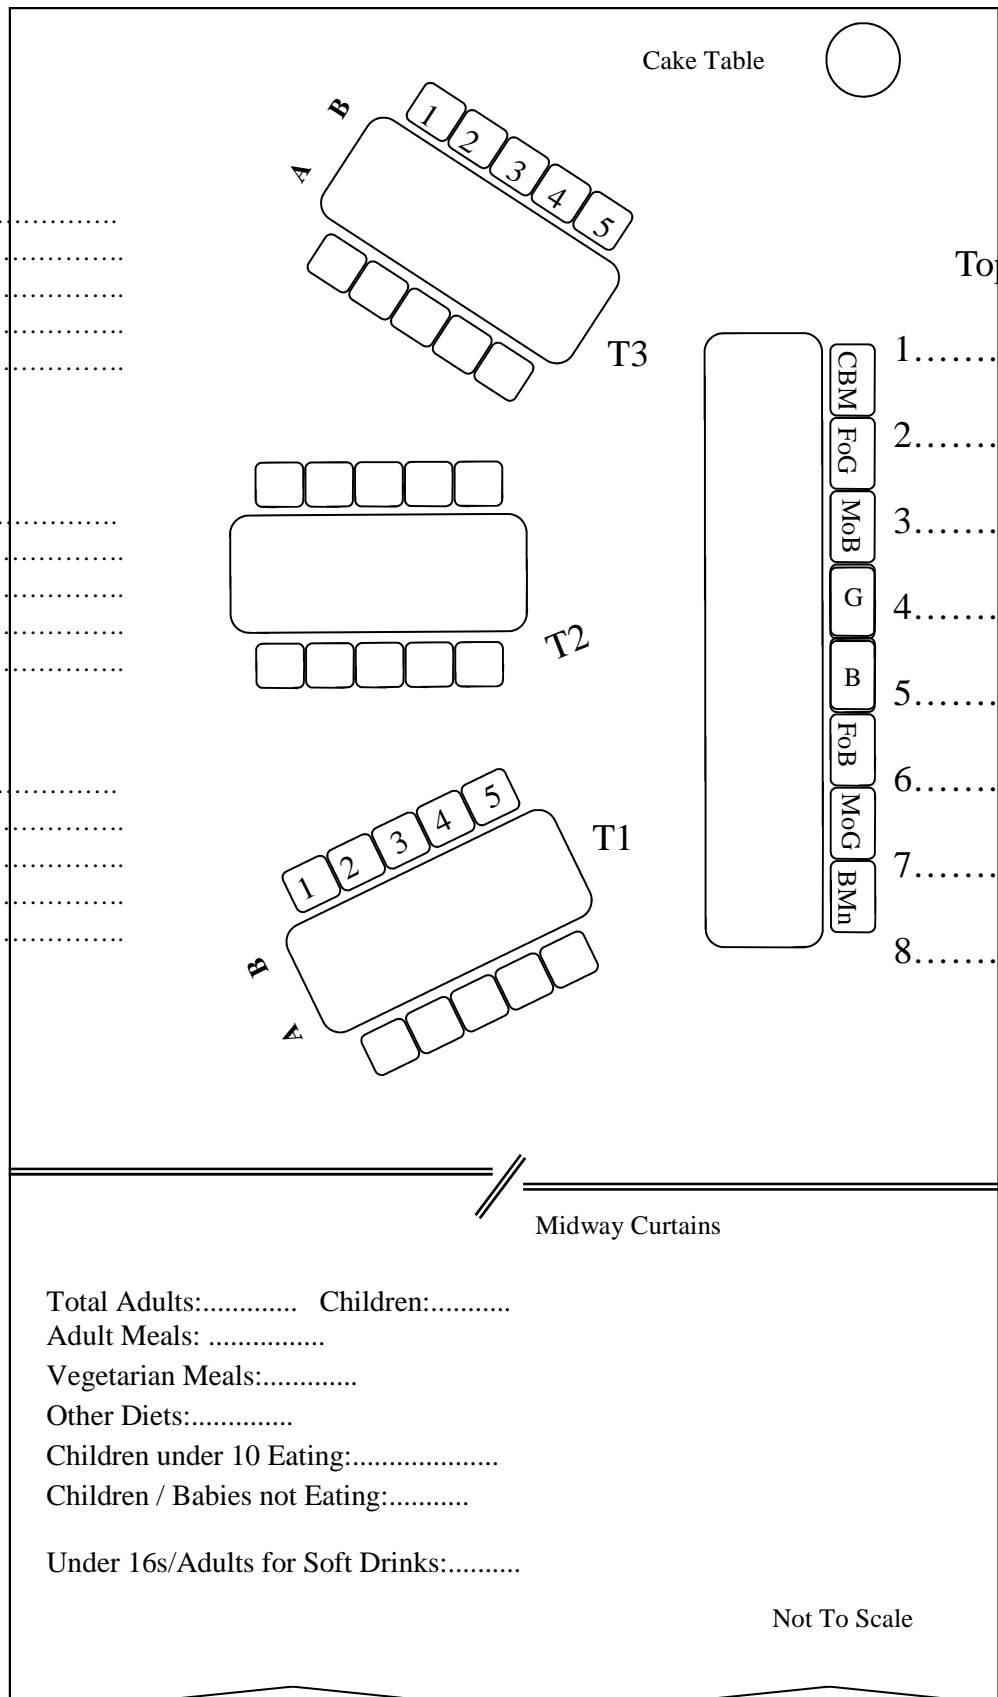 Cake Table
B
A
1
2
3
4
5
....................
....................
....................
....................
....................
T3
1.......
CBM
2.......
FoG
3.......
MoB
4.......
G
5.......
B
6.......
FoB
7.......
MoG
8.......
BMn
....................
....................
....................
....................
....................
T2
....................
....................
....................
....................
....................
1
2
3
4
5
T1
B
A
Midway Curtains
Total Adults:............. Children:...........
Adult Meals: ................
Vegetarian Meals:.............
Other Diets:..............
Children under 10 Eating:....................
Children / Babies not Eating:...........
Under 16s/Adults for Soft Drinks:..........
Not To Scale